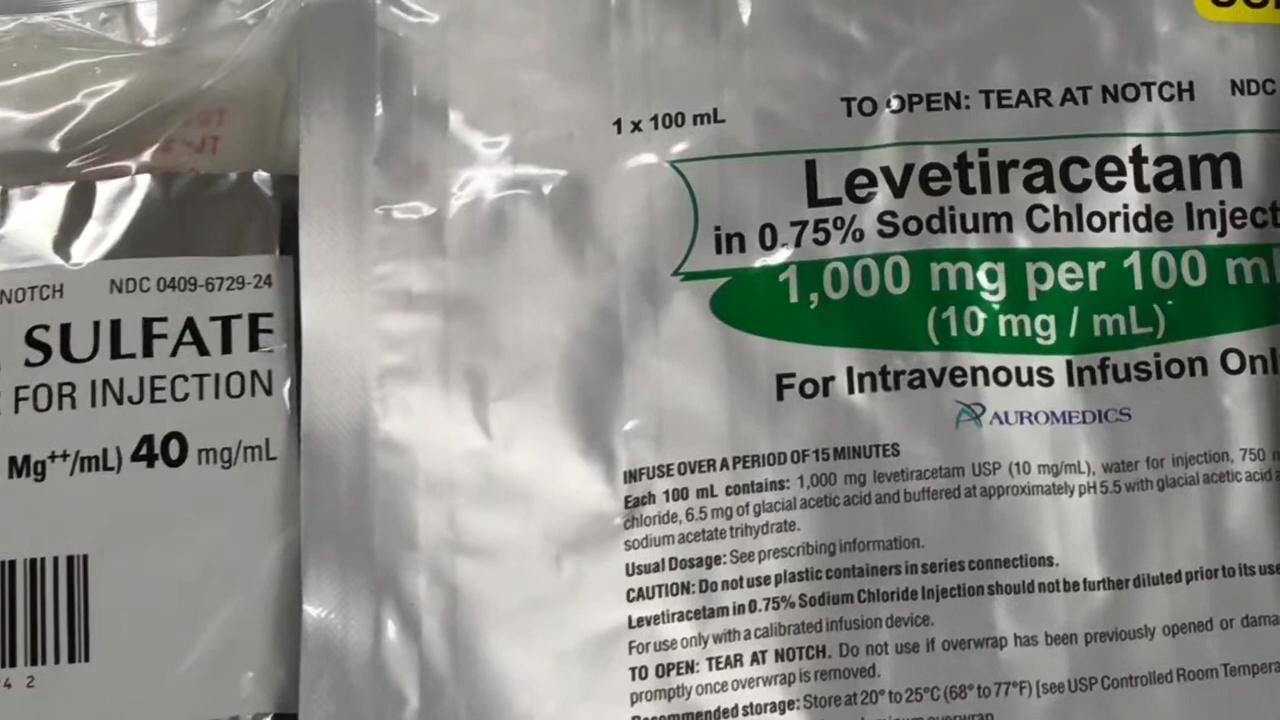 NOTCH NDC 0409-6729-24
SULFATE
FOR INJECTION
Mg++/mL) 40 mg/mL
4 2
1 x 100 mL
TO OPEN: TEAR AT NOTCH NDC
Levetiracetam
in 0.75% Sodium Chloride Inject
1,000 mg per 100 m
(10 mg / mL)
For Intravenous Infusion Onl
AUROMEDICS
INFUSE OVER A PERIOD OF 15 MINUTES
Each 100 mL contains: 1,000 mg levetiracetam USP (10 mg/mL), water for injection, 750
chloride, 6.5 mg of glacial acetic acid and buffered at approximately pH 5.5 with glacial acetic acid
sodium acetate trihydrate.
Usual Dosage: See prescribing information.
CAUTION: Do not use plastic containers in series connections.
Levetiracetam in 0.75% Sodium Chloride Injection should not be further diluted prior to its use
For use only with a calibrated infusion device.
TO OPEN: TEAR AT NOTCH. Do not use if overwrap has been previously opened or dama
promptly once overwrap is removed.
Recommended storage: Store at 20° to 25°C (68° to 77°F) [see USP Controlled Room Tempera